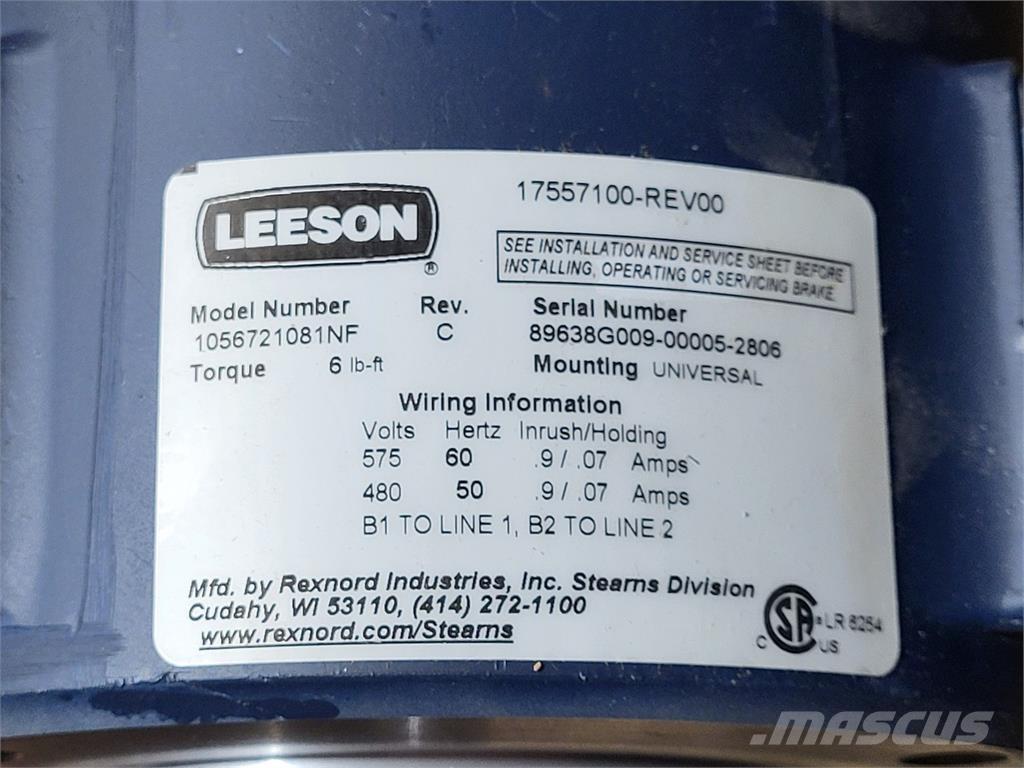 LEESON
®
17557100-REV00
SEE INSTALLATION AND SERVICE SHEET BEFORE
INSTALLING, OPERATING OR SERVICING BRAKE.
Model Number Rev. Serial Number
1056721081NF C 89638G009-00005-2806
Torque 6 lb-ft Mounting UNIVERSAL
Wiring Information
Volts Hertz Inrush/Holding
575 60 .9 / .07 Amps
480 50 .9 / .07 Amps
B1 TO LINE 1, B2 TO LINE 2
Mfd. by Rexnord Industries, Inc. Stearns Division
Cudahy, WI 53110, (414) 272-1100
www.rexnord.com/Stearns
C SA US LR 6254
MASCUS